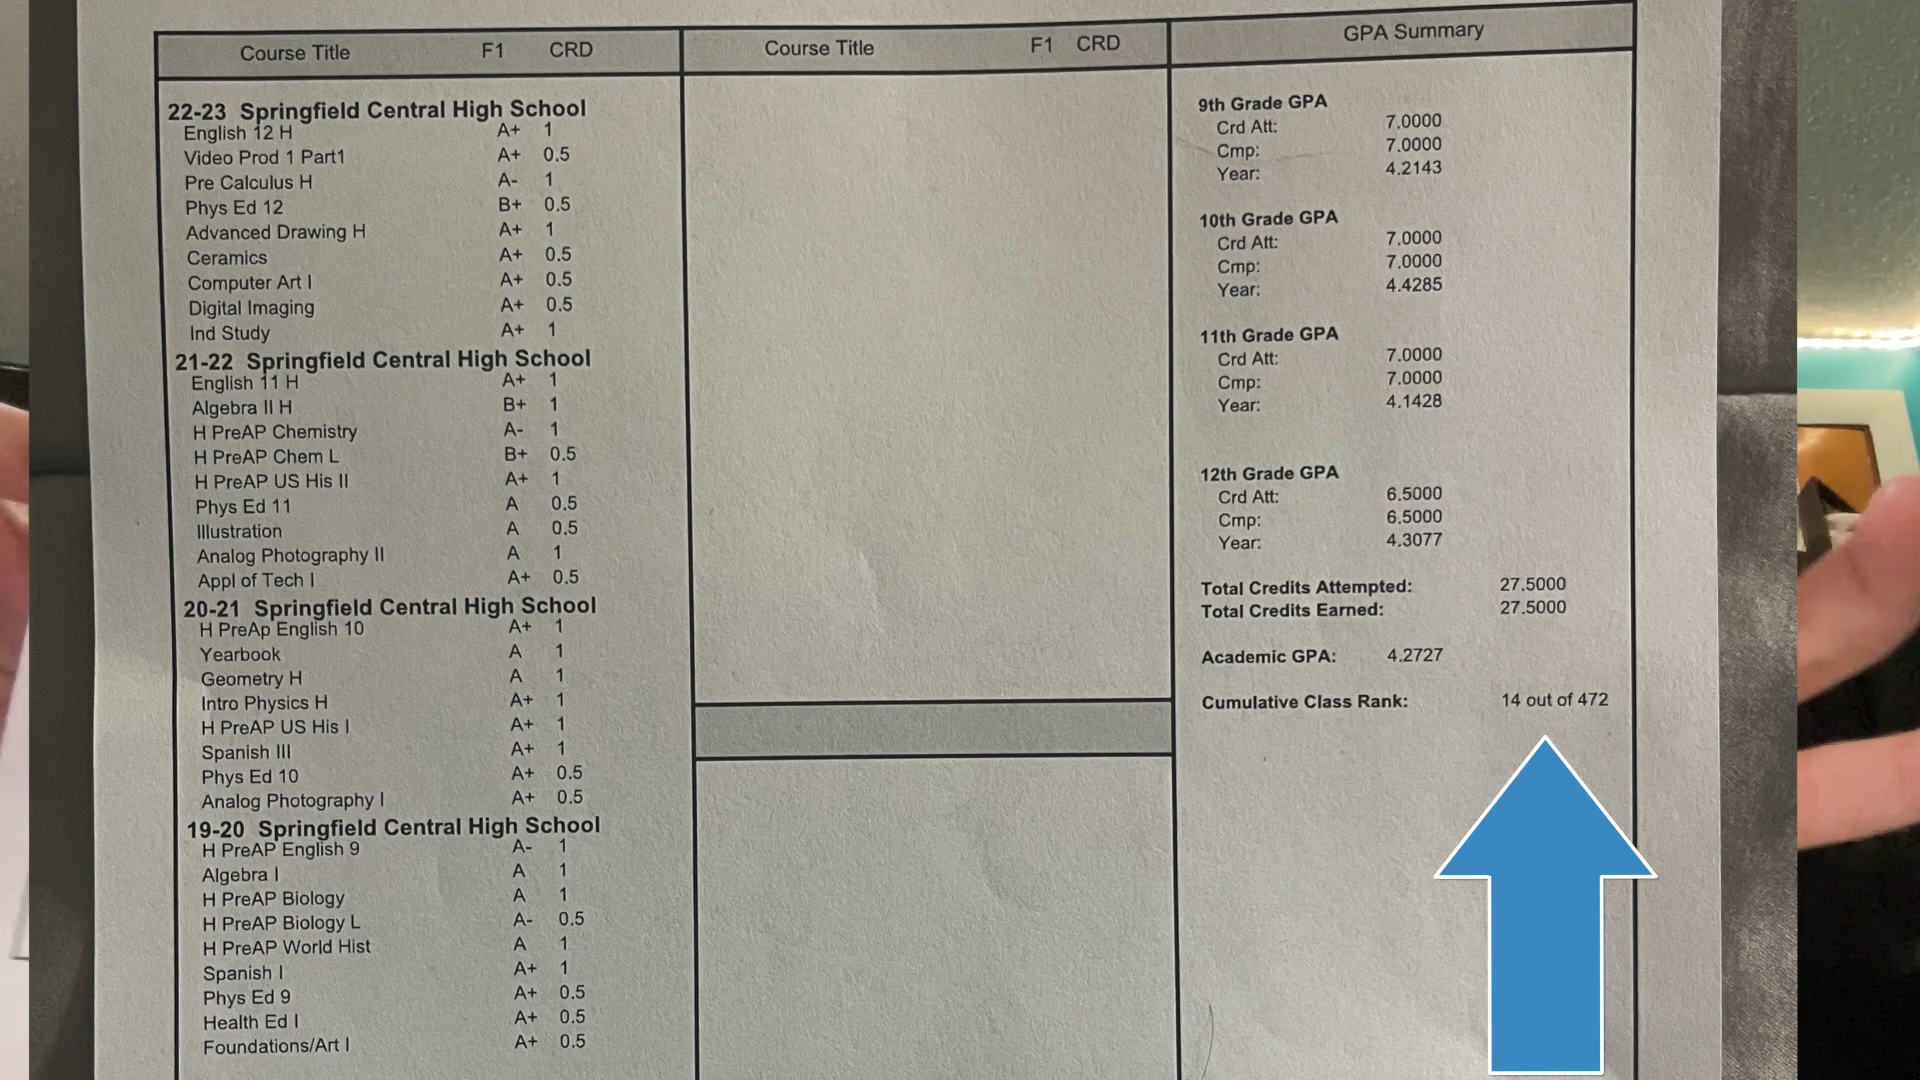 Course Title F1 CRD
22-23 Springfield Central High School
English 12 H A+ 1
Video Prod 1 Part1 A+ 0.5
Pre Calculus H A- 1
Phys Ed 12 B+ 0.5
Advanced Drawing H A+ 1
Ceramics A+ 0.5
Computer Art I A+ 0.5
Digital Imaging A+ 0.5
Ind Study A+ 1
21-22 Springfield Central High School
English 11 H A+ 1
Algebra II H B+ 1
H PreAP Chemistry A- 1
H PreAP Chem L B+ 0.5
H PreAP US His II A+ 1
Phys Ed 11 A 0.5
Illustration A 0.5
Analog Photography II A 1
Appl of Tech I A+ 0.5
20-21 Springfield Central High School
H PreAp English 10 A+ 1
Yearbook A 1
Geometry H A 1
Intro Physics H A+ 1
H PreAP US His I A+ 1
Spanish III A+ 1
Phys Ed 10 A+ 0.5
Analog Photography I A+ 0.5
19-20 Springfield Central High School
H PreAP English 9 A- 1
Algebra I A 1
H PreAP Biology A 1
H PreAP Biology L A- 0.5
H PreAP World Hist A 1
Spanish I A+ 1
Phys Ed 9 A+ 0.5
Health Ed I A+ 0.5
Foundations/Art I A+ 0.5
Course Title F1 CRD
GPA Summary
9th Grade GPA
Crd Att: 7.0000
Cmp: 7.0000
Year: 4.2143
10th Grade GPA
Crd Att: 7.0000
Cmp: 7.0000
Year: 4.4285
11th Grade GPA
Crd Att: 7.0000
Cmp: 7.0000
Year: 4.1428
12th Grade GPA
Crd Att: 6.5000
Cmp: 6.5000
Year: 4.3077
Total Credits Attempted: 27.5000
Total Credits Earned: 27.5000
Academic GPA: 4.2727
Cumulative Class Rank: 14 out of 472